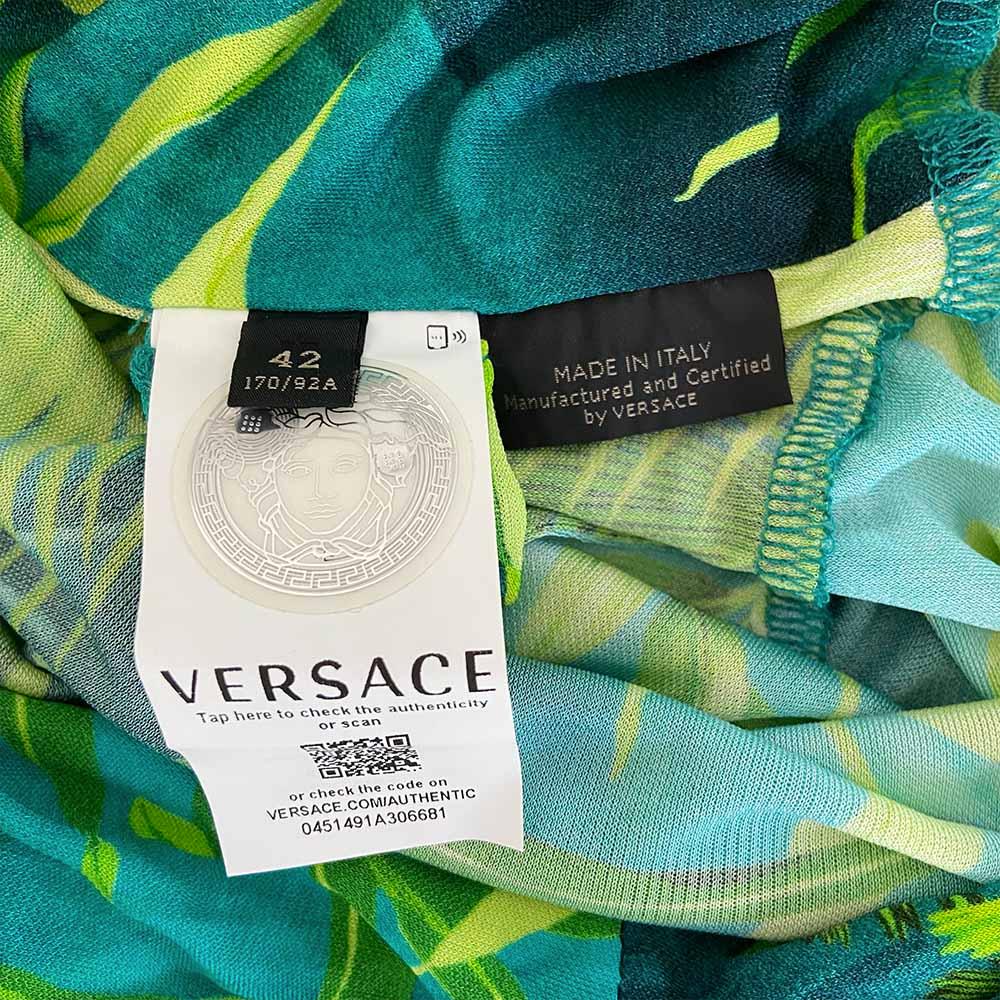 42
170/92A
MADE IN ITALY
Manufactured and Certified
by VERSACE
VERSACE
Tap here to check the authenticity
or scan
or check the code on
VERSACE.COM/AUTHENTIC
0451491A306681